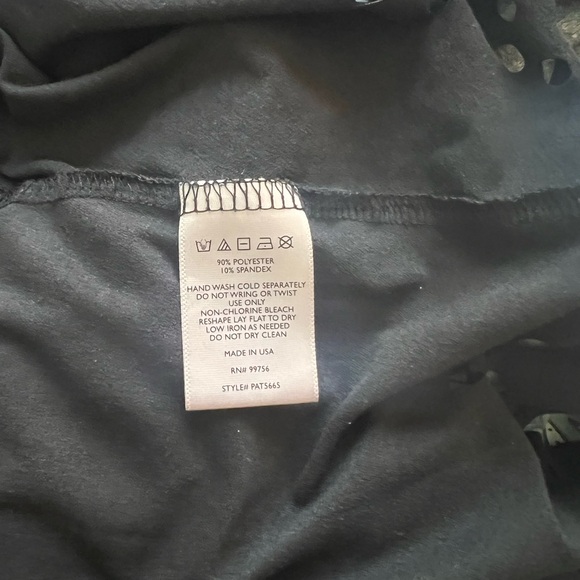 90% POLYESTER
10% SPANDEX
HAND WASH COLD SEPARATELY
DO NOT WRING OR TWIST
USE ONLY
NON-CHLORINE BLEACH
RESHAPE LAY FLAT TO DRY
LOW IRON AS NEEDED
DO NOT DRY CLEAN
MADE IN USA
RN# 99756
STYLE# PAT5665